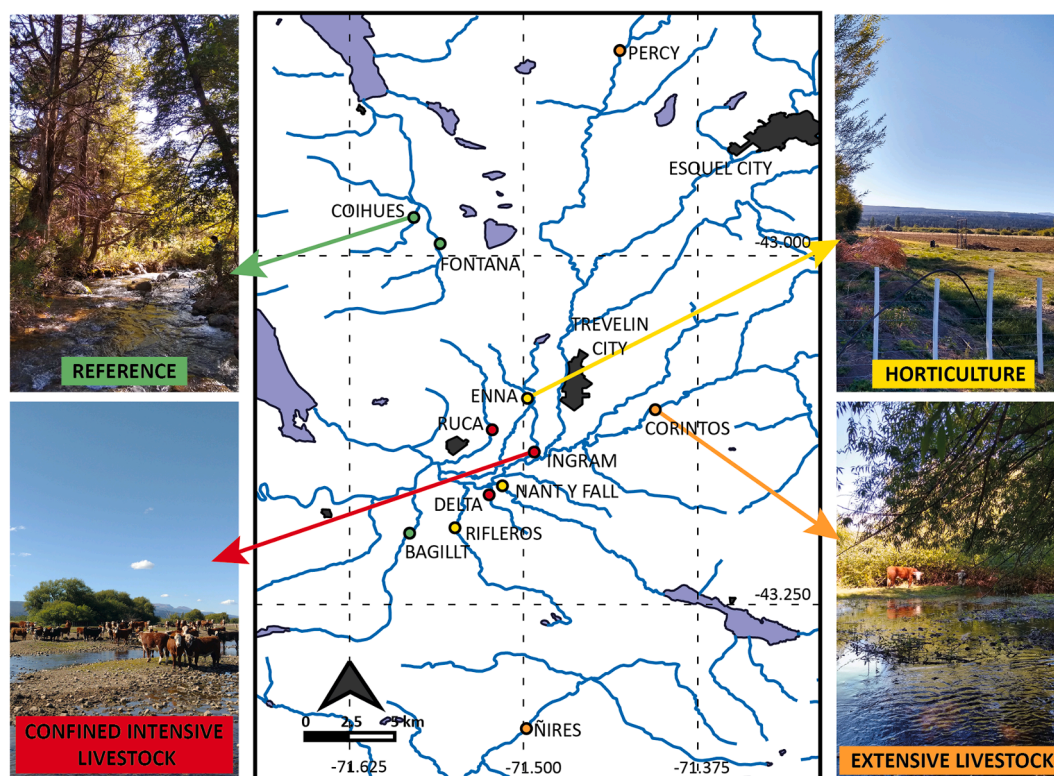 PERCY
ESQUEL CITY
COIHUES
-43.000
FONTANA
TREVELIN
CITY
REFERENCE
HORTICULTURE
ENNA
RUCA
CORINTOS
INGRAM
NANT Y FALL
DELTA
RIFLEROS
BAGILLT
-43.250
0 2.5 5 km
ÑIRES
CONFINED INTENSIVE
LIVESTOCK
EXTENSIVE LIVESTOCK
-71.625
-71.500
-71.375